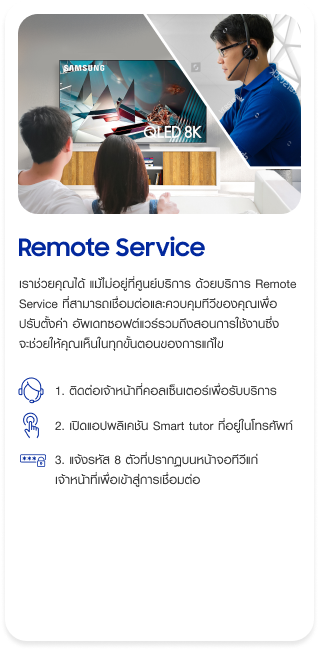 SAMSUNG
QLED 8K
Remote Service
เราช่วยคุณได้ แม้ไม่อยู่ที่ศูนย์บริการ ด้วยบริการ Remote
Service ที่สามารถเชื่อมต่อและควบคุมทีวีของคุณเพื่อ
ปรับตั้งค่า อัพเดทซอฟต์แวร์รวมถึงสอนการใช้งานซึ่ง
จะช่วยให้คุณเห็นในทุกขั้นตอนของการแก้ไข
1. ติดต่อเจ้าหน้าที่คอลเซ็นเตอร์เพื่อรับบริการ
2. เปิดแอปพลิเคชัน Smart tutor ที่อยู่ในโทรศัพท์
***
3. แจ้งรหัส 8 ตัวที่ปรากฏบนหน้าจอทีวีแก่
เจ้าหน้าที่เพื่อเข้าสู่การเชื่อมต่อ